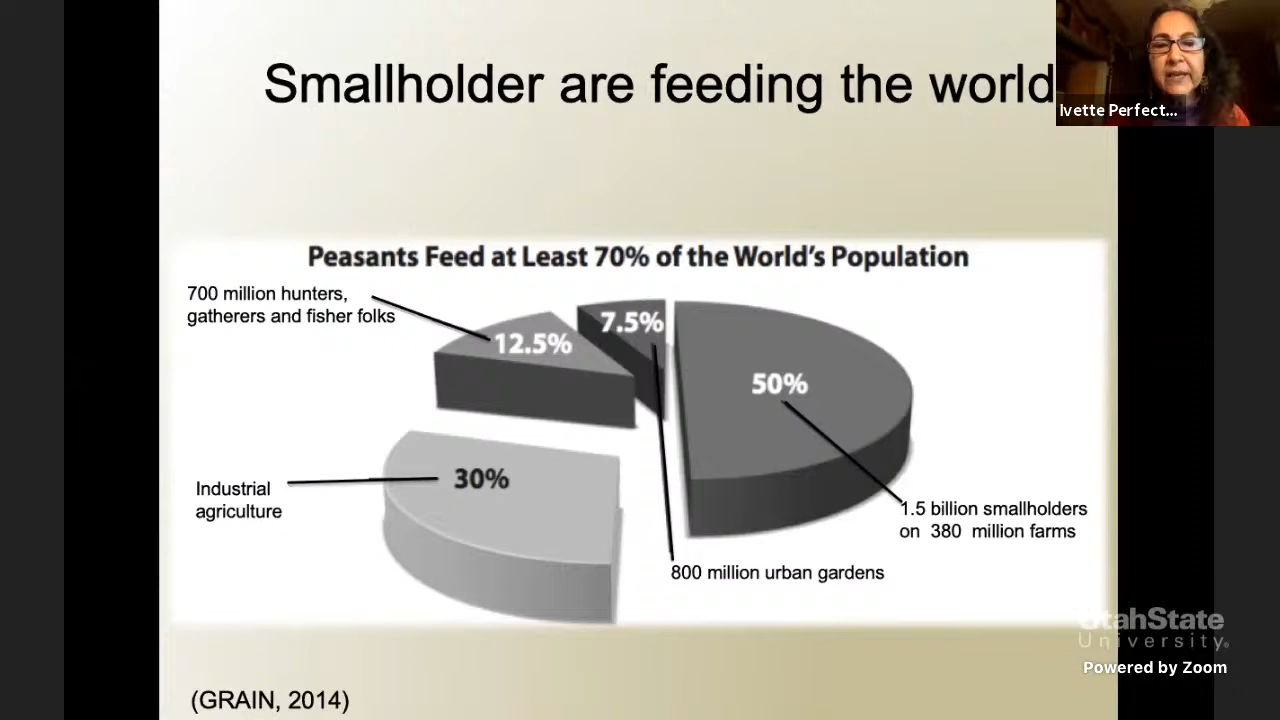 Smallholder are feeding the world
Ivette Perfect...
Peasants Feed at Least 70% of the World's Population
700 million hunters,
gatherers and fisher folks
12.5%
7.5%
50%
30%
Industrial
agriculture
1.5 billion smallholders
on 380 million farms
800 million urban gardens
UtahState
University
Powered by Zoom
(GRAIN, 2014)